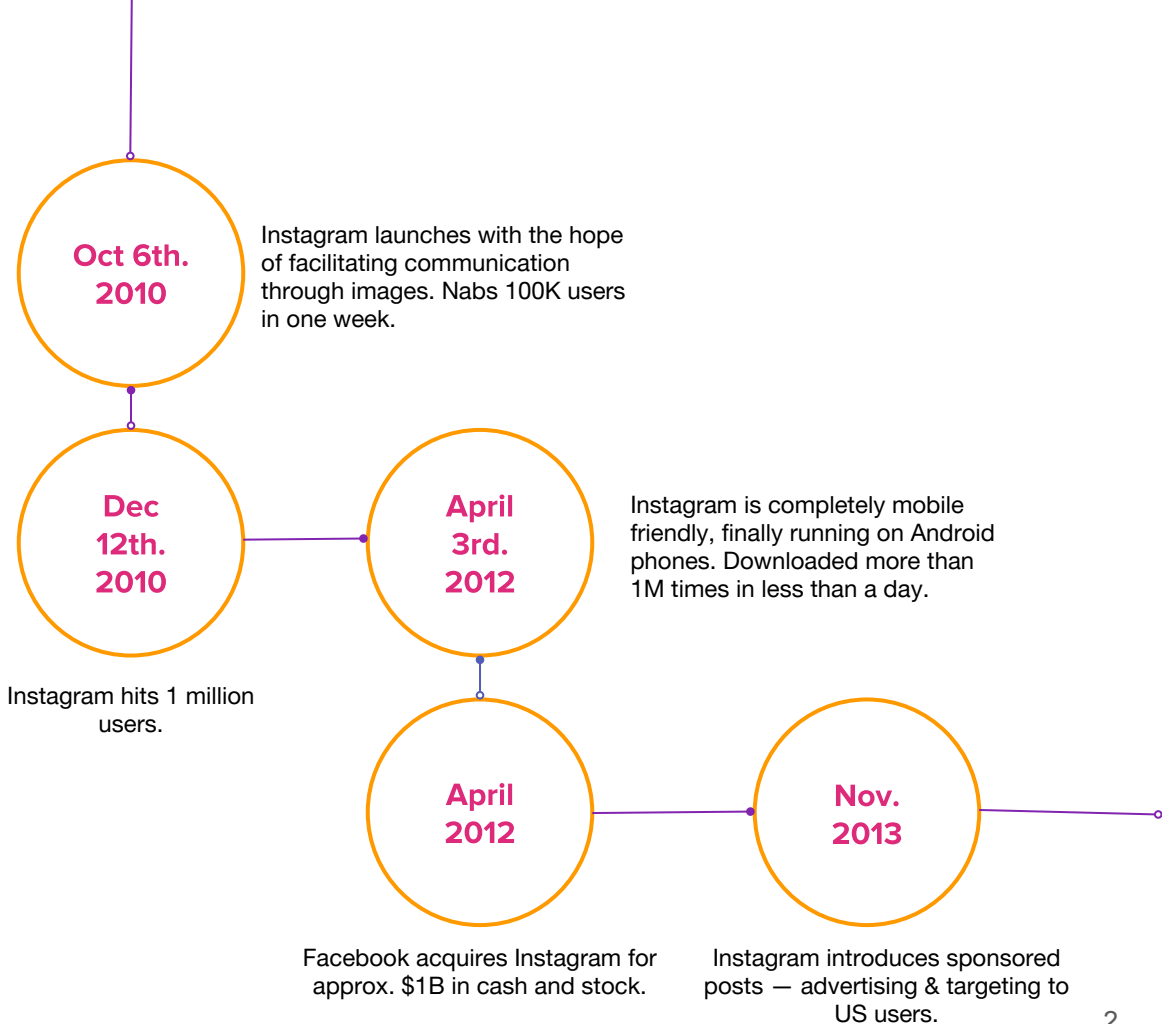 Oct 6th.
2010
Instagram launches with the hope
of facilitating communication
through images. Nabs 100K users
in one week.
Dec
12th.
2010
Instagram hits 1 million
users.
April
3rd.
2012
Instagram is completely mobile
friendly, finally running on Android
phones. Downloaded more than
1M times in less than a day.
April
2012
Facebook acquires Instagram for
approx. $1B in cash and stock.
Nov.
2013
Instagram introduces sponsored
posts — advertising & targeting to
US users.
2